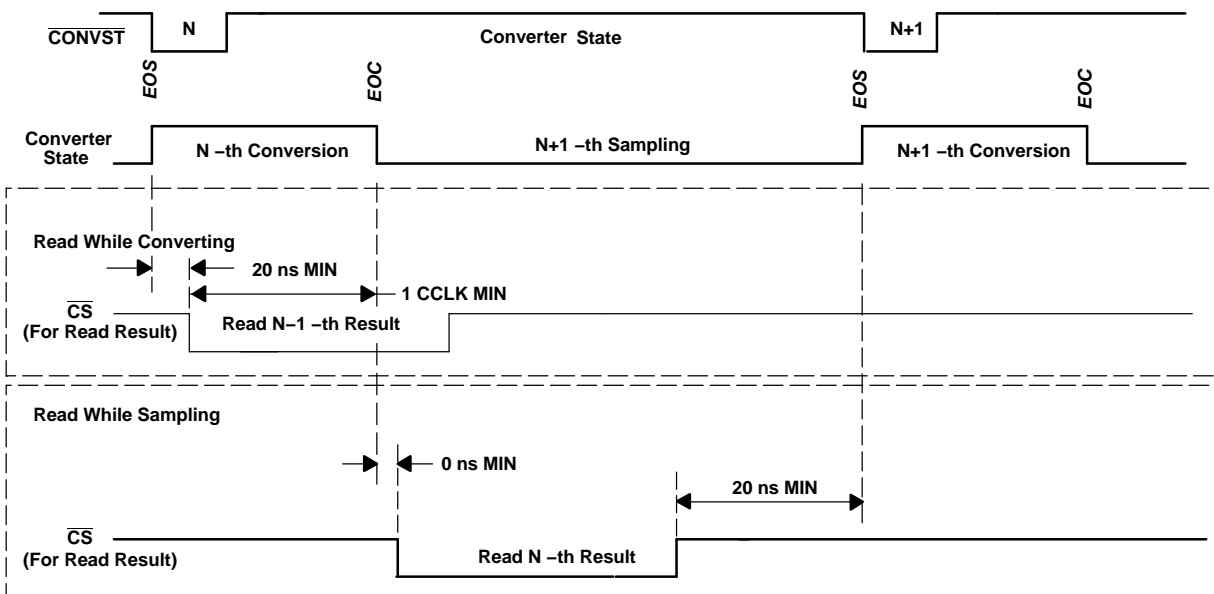 CONVST
N
Converter State
N+1
EOS
EOC
EOS
EOC
Converter
State
N −th Conversion
N+1 −th Sampling
N+1 −th Conversion
Read While Converting
20 ns MIN
1 CCLK MIN
CS
(For Read Result)
Read N−1 −th Result
Read While Sampling
0 ns MIN
20 ns MIN
CS
(For Read Result)
Read N −th Result